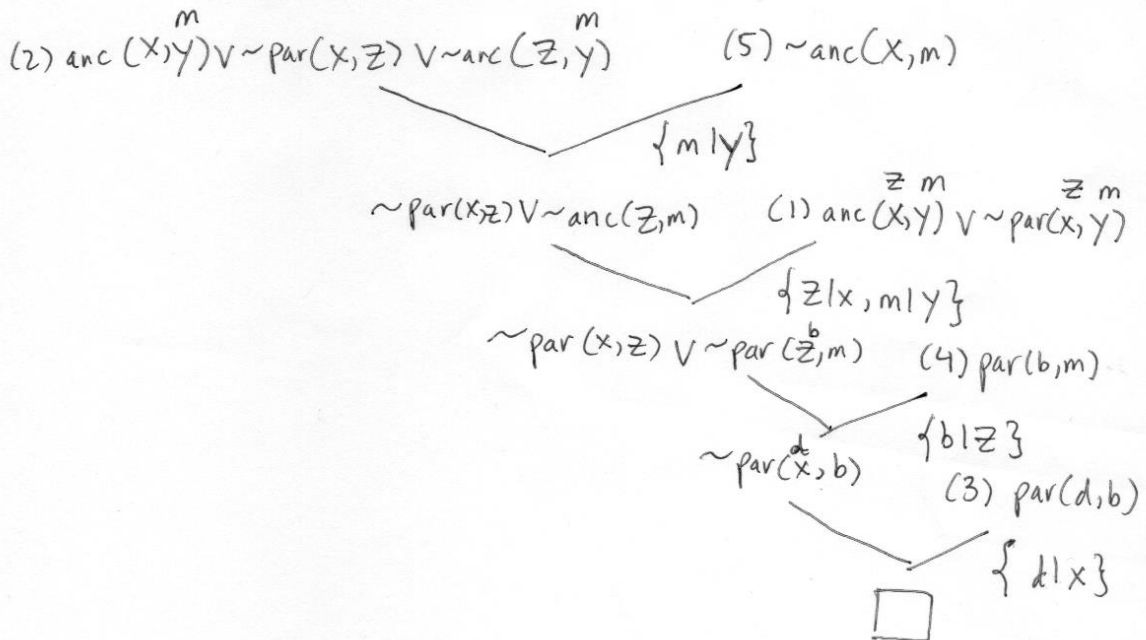 m m
(2) anc (x,y) ∨ ~par(x,z) ∨ ~anc(z,y) (5) ~anc(x,m)
{m|y}
z m z m
~par(x,z) ∨ ~anc(z,m) (1) anc(x,y) ∨ ~par(x,y)
{z|x, m|y}
b
~par(x,z) ∨ ~par(z,m) (4) par(b,m)
{b|z}
d
~par(x,b) (3) par(d,b)
{d|x}